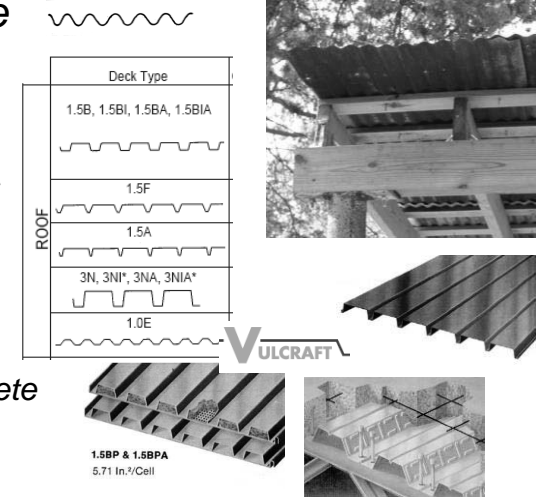 e
Deck Type
1.5B, 1.5BI, 1.5BA, 1.5BIA
1.5F
1.5A
3N, 3NI*, 3NA, 3NIA*
1.0E
ROOF
VULCRAFT
ete
1.5BP & 1.5BPA
5.71 In.²/Cell